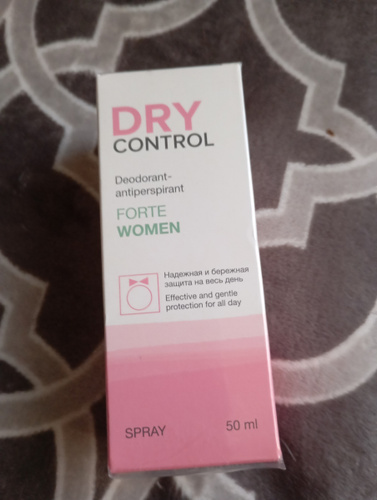 DRY
CONTROL
Deodorant-
antiperspirant
FORTE
WOMEN
Надежная и бережная
защита на весь день
Effective and gentle
protection for all day
SPRAY 50 ml